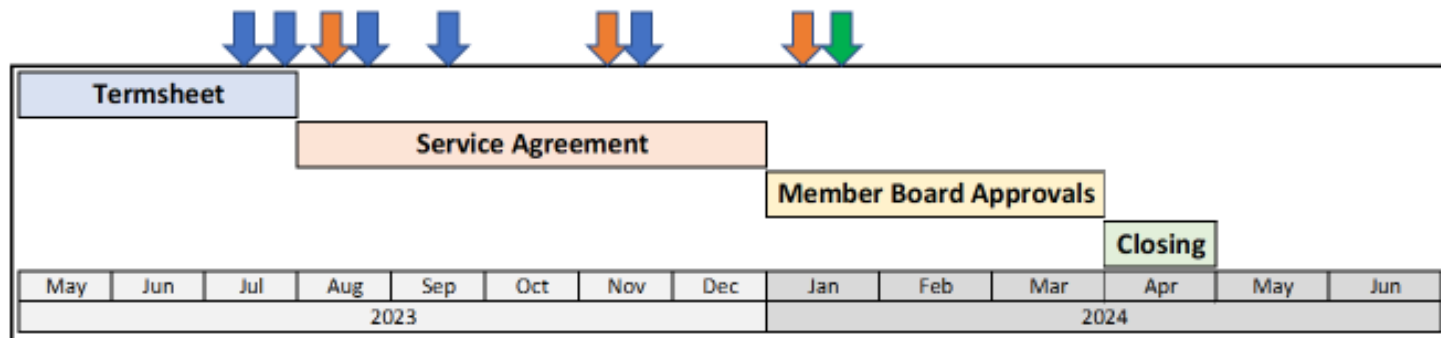 Termsheet
Service Agreement
Member Board Approvals
Closing
May Jun Jul Aug Sep Oct Nov Dec Jan Feb Mar Apr May Jun
2023 2024